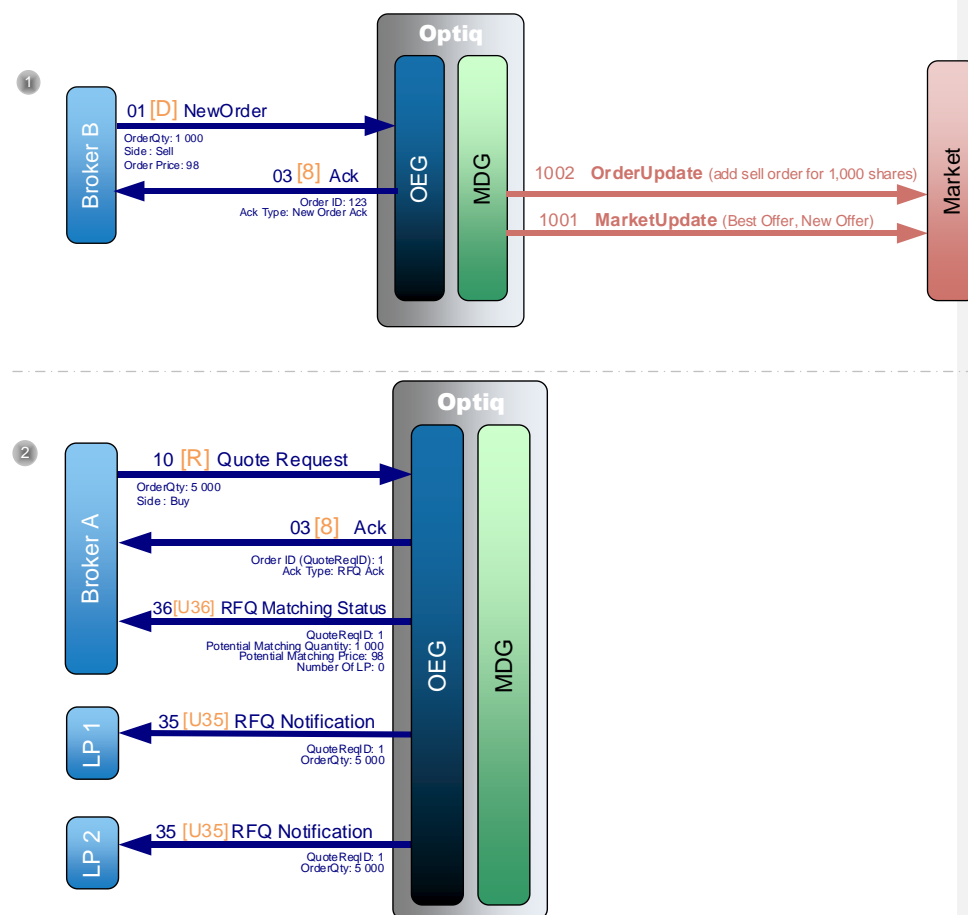 Optiq
1
Broker B
01 [D] NewOrder
OrderQty: 1 000
Side : Sell
Order Price: 98
03 [8] Ack
Order ID: 123
Ack Type: New Order Ack
OEG
MDG
1002 OrderUpdate (add sell order for 1,000 shares)
1001 MarketUpdate (Best Offer, New Offer)
Market
Optiq
2
Broker A
10 [R] Quote Request
OrderQty: 5 000
Side : Buy
03 [8] Ack
Order ID (QuoteReqID): 1
Ack Type: RFQ Ack
36 [U36] RFQ Matching Status
QuoteReqID: 1
Potential Matching Quantity: 1 000
Potential Matching Price: 98
Number Of LP: 0
OEG
MDG
LP 1
35 [U35] RFQ Notification
QuoteReqID: 1
OrderQty: 5 000
LP 2
35 [U35] RFQ Notification
QuoteReqID: 1
OrderQty: 5 000